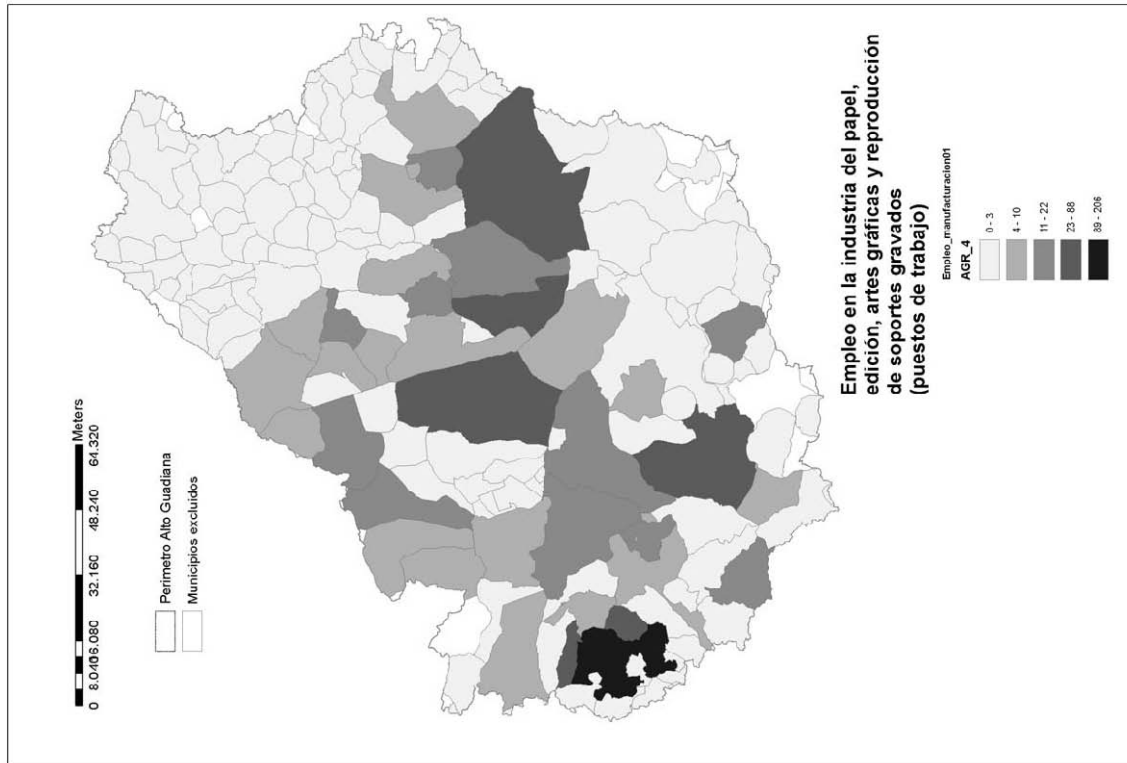 0 8.040 16.080 32.160 48.240 64.320
Meters
Perimetro Alto Guadiana
Municipios excluidos
Empleo en la industria del papel,
edición, artes gráficas y reproducción
de soportes gravados
(puestos de trabajo)
Empleo_manufacturacion01
AGR_4
0 - 3
4 - 10
11 - 22
23 - 88
89 - 206